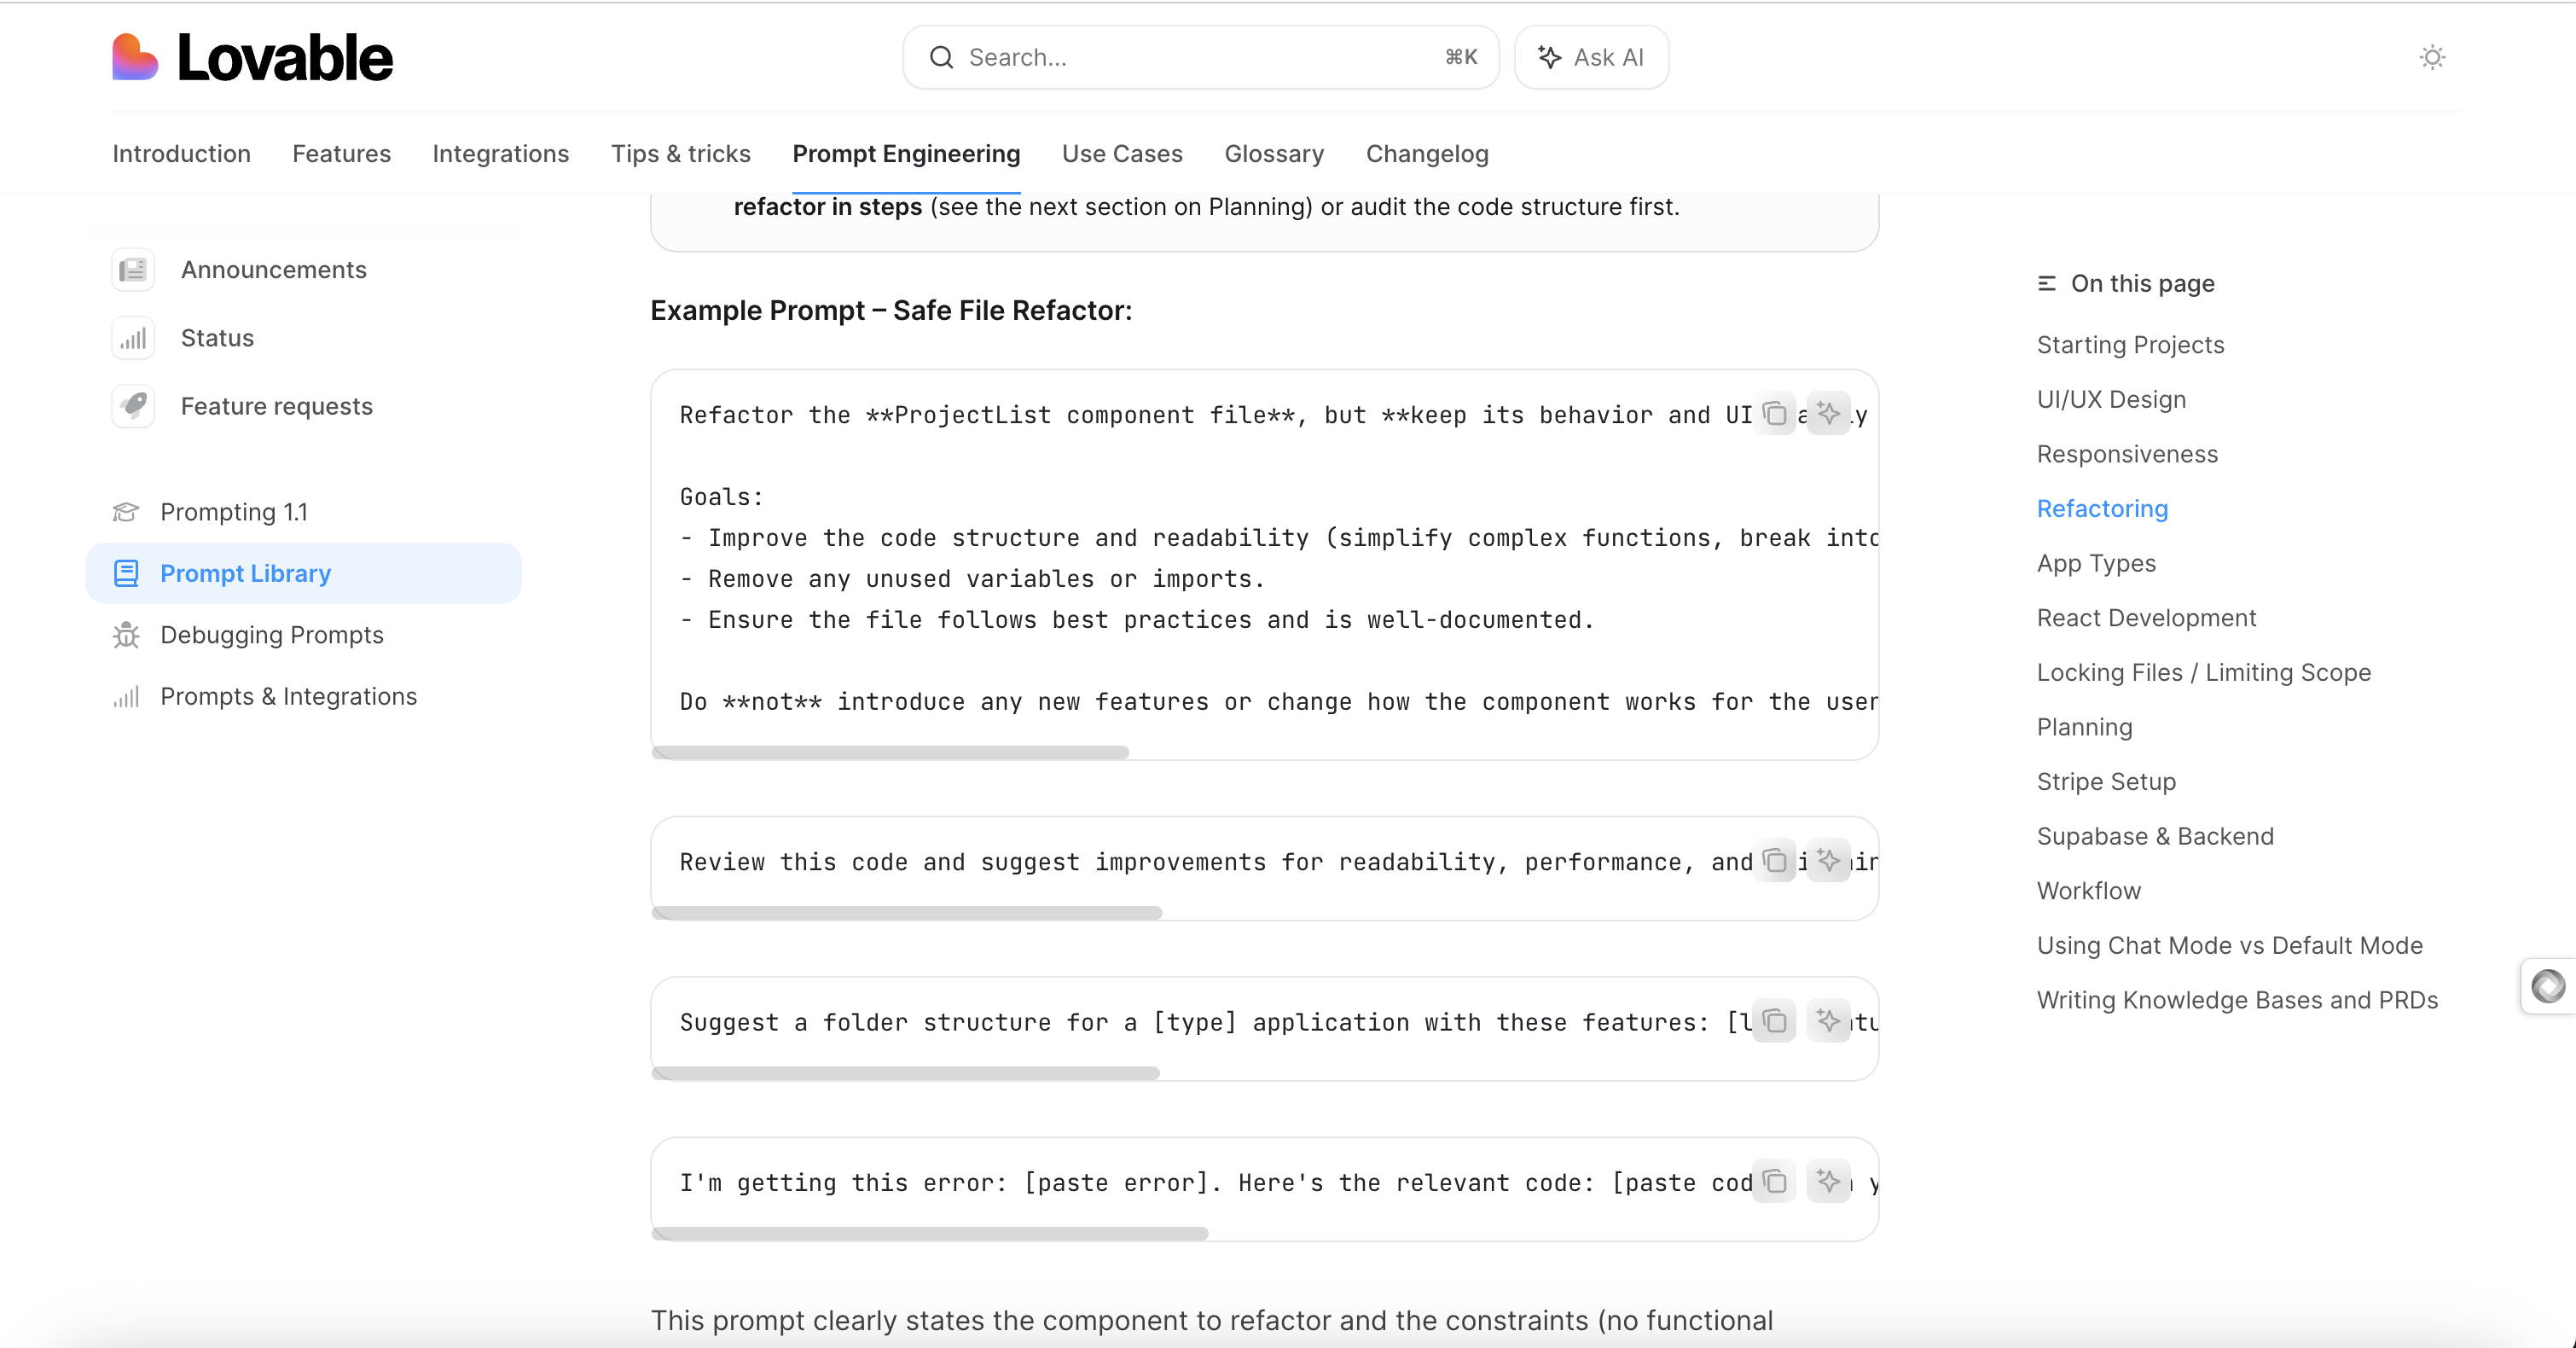 Lovable
Search...
⌘K
Ask AI
Introduction
Features
Integrations
Tips & tricks
Prompt Engineering
Use Cases
Glossary
Changelog
Announcements
Status
Feature requests
Prompting 1.1
Prompt Library
Debugging Prompts
Prompts & Integrations
refactor in steps (see the next section on Planning) or audit the code structure first.
Example Prompt – Safe File Refactor:
Refactor the **ProjectList component file**, but **keep its behavior and UI
Goals:
- Improve the code structure and readability (simplify complex functions, break into
- Remove any unused variables or imports.
- Ensure the file follows best practices and is well-documented.
Do **not** introduce any new features or change how the component works for the user
Review this code and suggest improvements for readability, performance, and
Suggest a folder structure for a [type] application with these features:
I'm getting this error: [paste error]. Here's the relevant code: [paste
This prompt clearly states the component to refactor and the constraints (no functional
On this page
Starting Projects
UI/UX Design
Responsiveness
Refactoring
App Types
React Development
Locking Files / Limiting Scope
Planning
Stripe Setup
Supabase & Backend
Workflow
Using Chat Mode vs Default Mode
Writing Knowledge Bases and PRDs